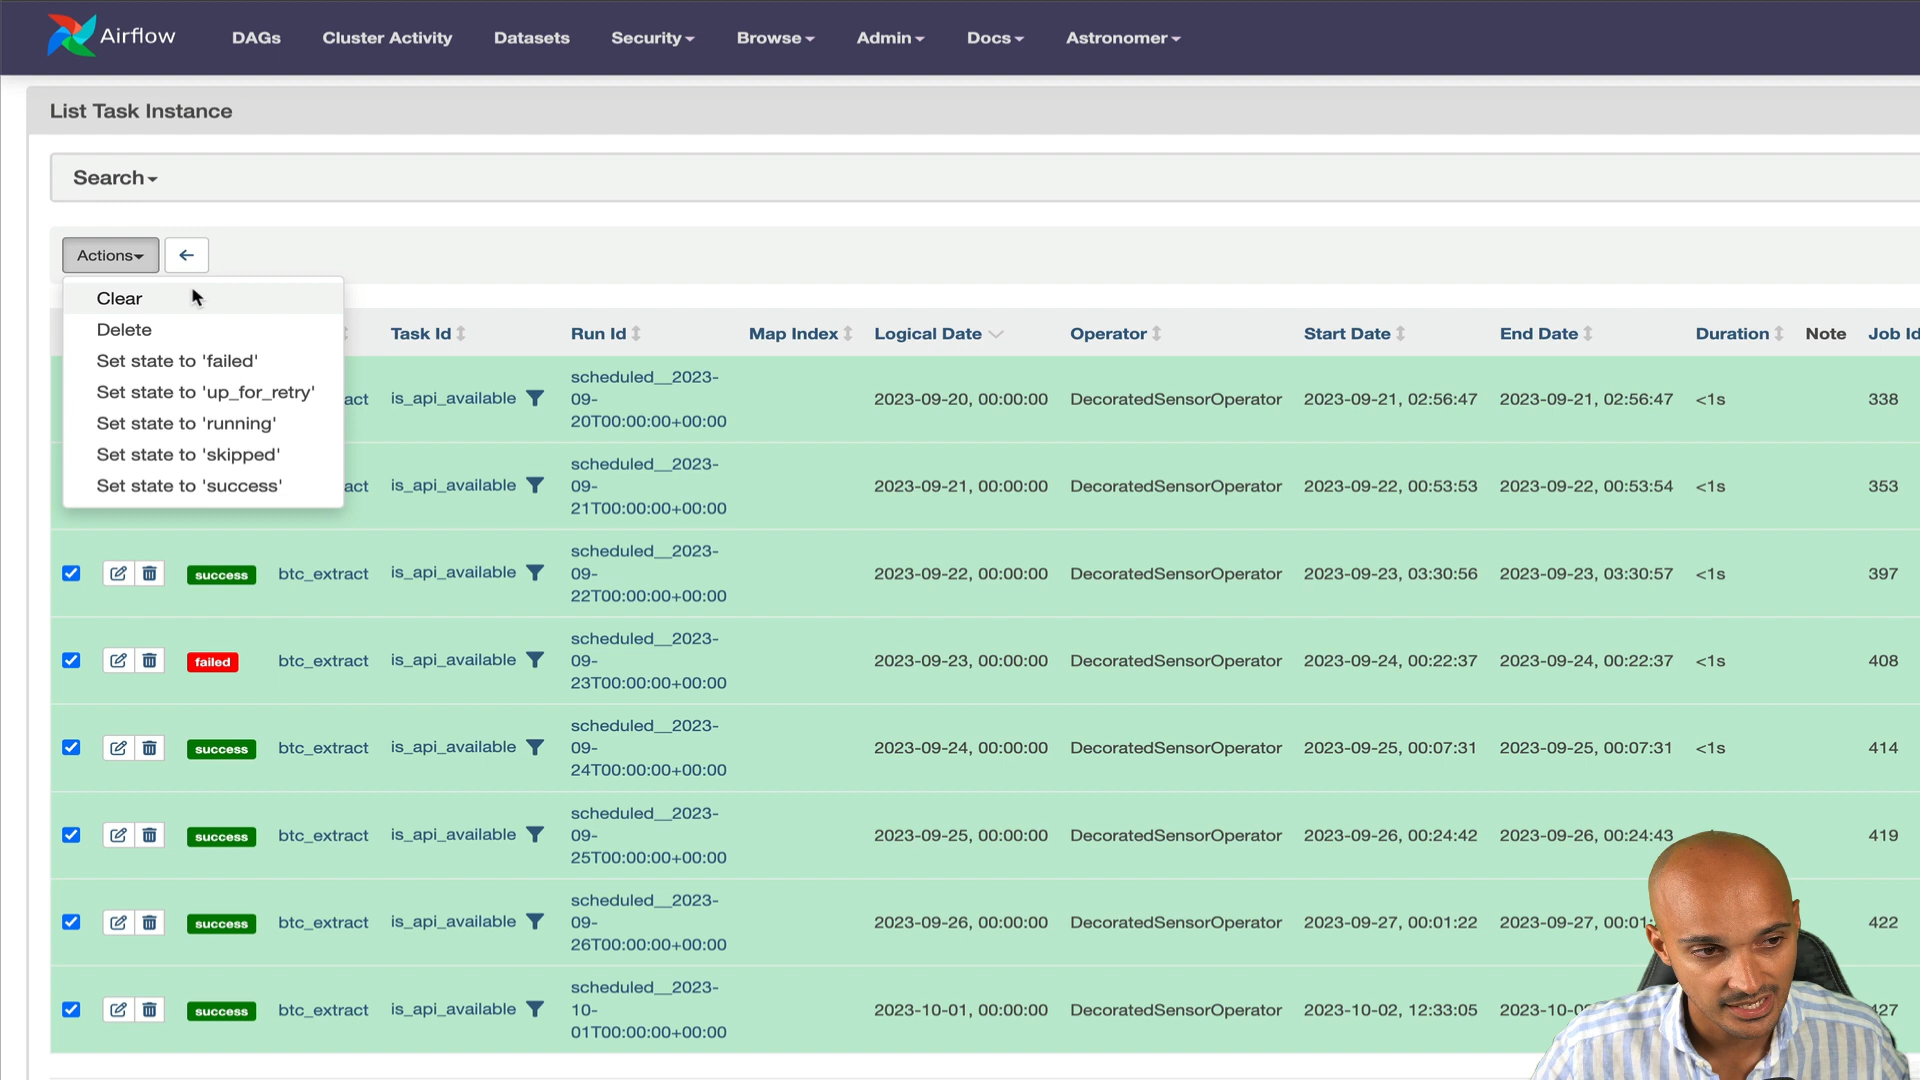 Airflow
DAGs
Cluster Activity
Datasets
Security
Browse
Admin
Docs
Astronomer
List Task Instance
Search
Actions
Clear
Delete
Set state to 'failed'
Set state to 'up_for_retry'
Set state to 'running'
Set state to 'skipped'
Set state to 'success'
Task Id
Run Id
Map Index
Logical Date
Operator
Start Date
End Date
Duration
Note
Job Id
act
is_api_available
scheduled__2023-
09-
20T00:00:00+00:00
2023-09-20, 00:00:00
DecoratedSensorOperator
2023-09-21, 02:56:47
2023-09-21, 02:56:47
<1s
338
act
is_api_available
scheduled__2023-
09-
21T00:00:00+00:00
2023-09-21, 00:00:00
DecoratedSensorOperator
2023-09-22, 00:53:53
2023-09-22, 00:53:54
<1s
353
success
btc_extract
is_api_available
scheduled__2023-
09-
22T00:00:00+00:00
2023-09-22, 00:00:00
DecoratedSensorOperator
2023-09-23, 03:30:56
2023-09-23, 03:30:57
<1s
397
failed
btc_extract
is_api_available
scheduled__2023-
09-
23T00:00:00+00:00
2023-09-23, 00:00:00
DecoratedSensorOperator
2023-09-24, 00:22:37
2023-09-24, 00:22:37
<1s
408
success
btc_extract
is_api_available
scheduled__2023-
09-
24T00:00:00+00:00
2023-09-24, 00:00:00
DecoratedSensorOperator
2023-09-25, 00:07:31
2023-09-25, 00:07:31
<1s
414
success
btc_extract
is_api_available
scheduled__2023-
09-
25T00:00:00+00:00
2023-09-25, 00:00:00
DecoratedSensorOperator
2023-09-26, 00:24:42
2023-09-26, 00:24:43
419
success
btc_extract
is_api_available
scheduled__2023-
09-
26T00:00:00+00:00
2023-09-26, 00:00:00
DecoratedSensorOperator
2023-09-27, 00:01:22
2023-09-27, 00:01:
422
success
btc_extract
is_api_available
scheduled__2023-
10-
01T00:00:00+00:00
2023-10-01, 00:00:00
DecoratedSensorOperator
2023-10-02, 12:33:05
2023-10-0
427